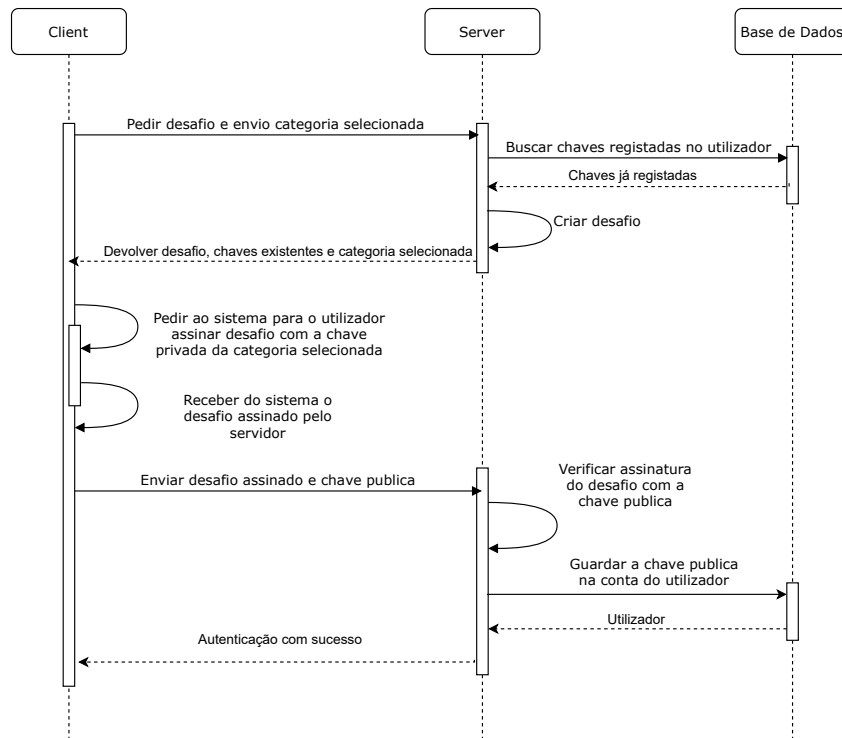 Client
Server
Base de Dados
Pedir desafio e envio categoria selecionada
Buscar chaves registadas no utilizador
Chaves já registadas
Criar desafio
Devolver desafio, chaves existentes e categoria selecionada
Pedir ao sistema para o utilizador
assinar desafio com a chave
privada da categoria selecionada
Receber do sistema o
desafio assinado pelo
servidor
Enviar desafio assinado e chave publica
Verificar assinatura
do desafio com a
chave publica
Guardar a chave publica
na conta do utilizador
Utilizador
Autenticação com sucesso